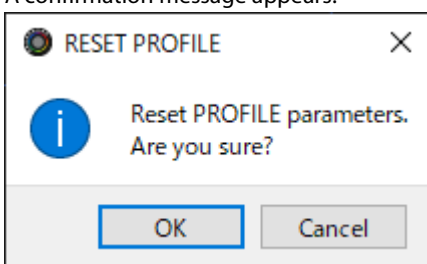 A confirmation message appears.
RESET PROFILE
Reset PROFILE parameters.
Are you sure?
OK Cancel